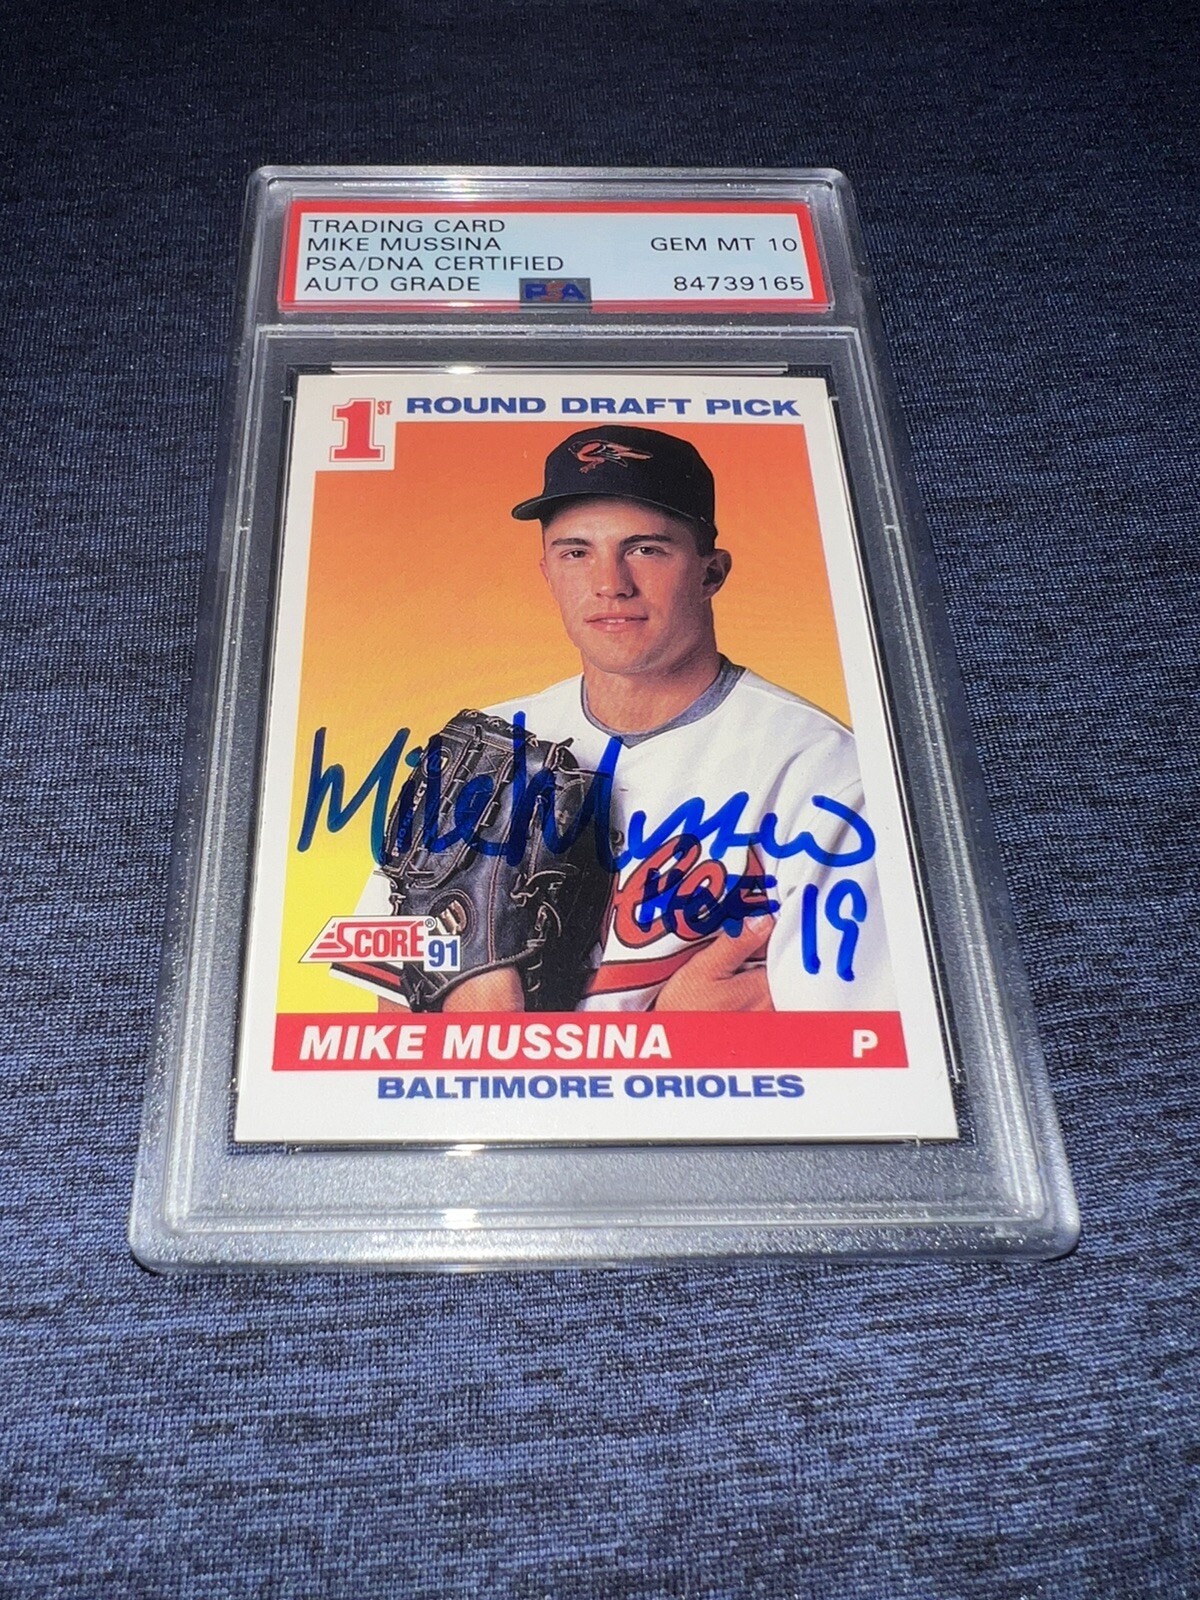 TRADING CARD
MIKE MUSSINA
PSA/DNA CERTIFIED
AUTO GRADE
GEM MT 10
84739165
PSA
1ST ROUND DRAFT PICK
Mike Mussina
HOF 19
SCORE® 91
MIKE MUSSINA P
BALTIMORE ORIOLES